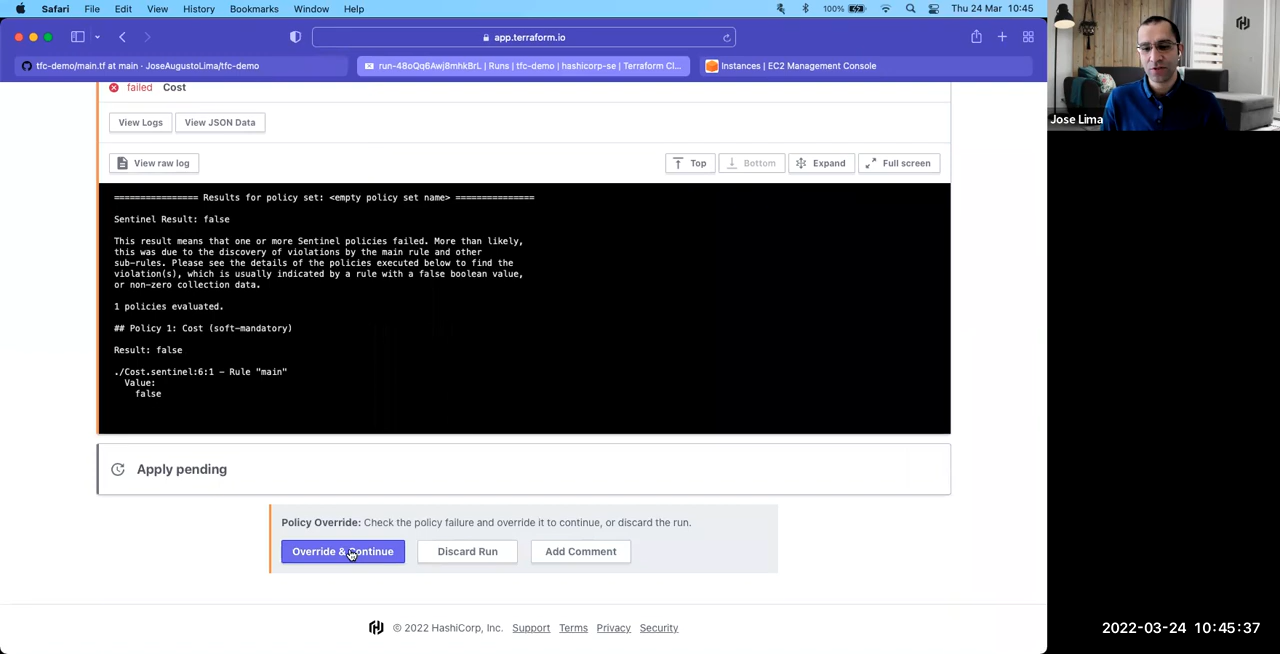 Safari File Edit View History Bookmarks Window Help 100% Thu 24 Mar 10:45
app.terraform.io
tfc-demo/main.tf at main · JoseAugustoLima/tfc-demo run-48oQq6Awj8mhkBrL | Runs | tfc-demo | hashicorp-se | Terraform Cl... Instances | EC2 Management Console
failed Cost
View Logs View JSON Data
View raw log Top Bottom Expand Full screen
================ Results for policy set: <empty policy set name> ===============
Sentinel Result: false
This result means that one or more Sentinel policies failed. More than likely,
this was due to the discovery of violations by the main rule and other
sub-rules. Please see the details of the policies executed below to find the
violation(s), which is usually indicated by a rule with a false boolean value,
or non-zero collection data.
1 policies evaluated.
## Policy 1: Cost (soft-mandatory)
Result: false
./Cost.sentinel:6:1 - Rule "main"
Value:
false
Apply pending
Policy Override: Check the policy failure and override it to continue, or discard the run.
Override & Continue Discard Run Add Comment
© 2022 HashiCorp, Inc. Support Terms Privacy Security
Jose Lima
2022-03-24 10:45:37